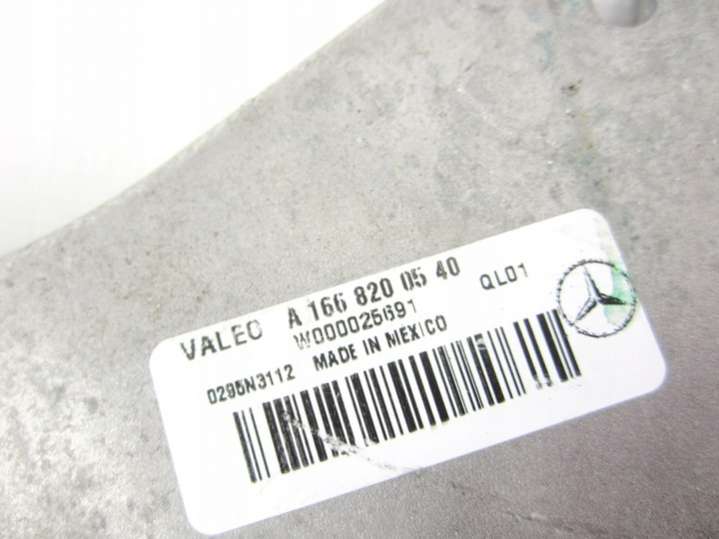 VALEO A 166 820 05 40 QL01
W000025691
0295N3112 MADE IN MEXICO